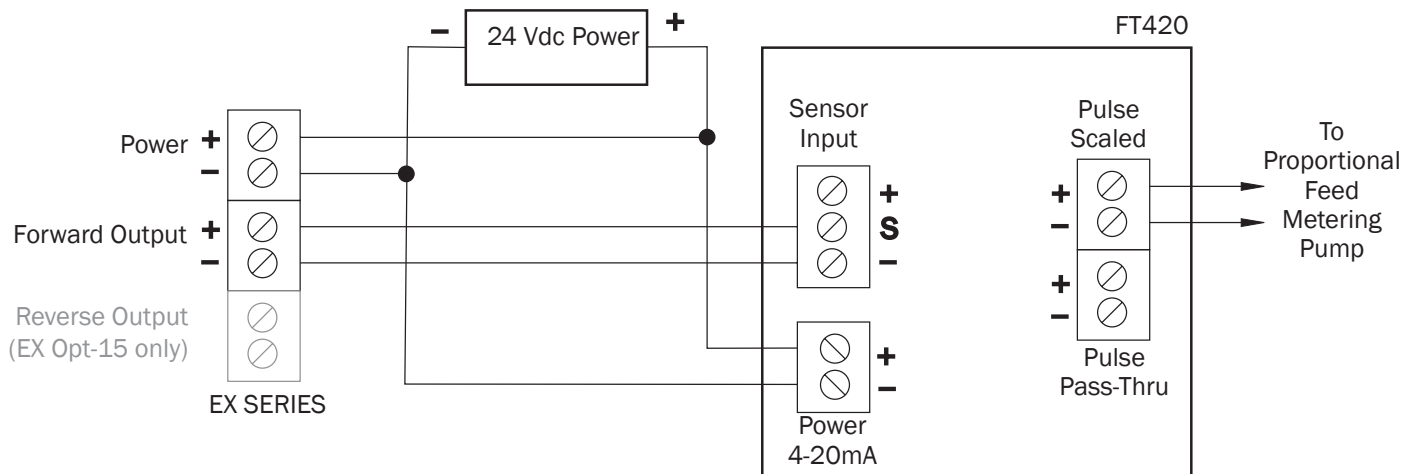 − 24 Vdc Power +
FT420
Power +
−
Forward Output +
−
Reverse Output
(EX Opt-15 only)
EX SERIES
Sensor
Input
+
S
−
+
−
Power
4-20mA
Pulse
Scaled
+
−
+
−
Pulse
Pass-Thru
To
Proportional
Feed
Metering
Pump